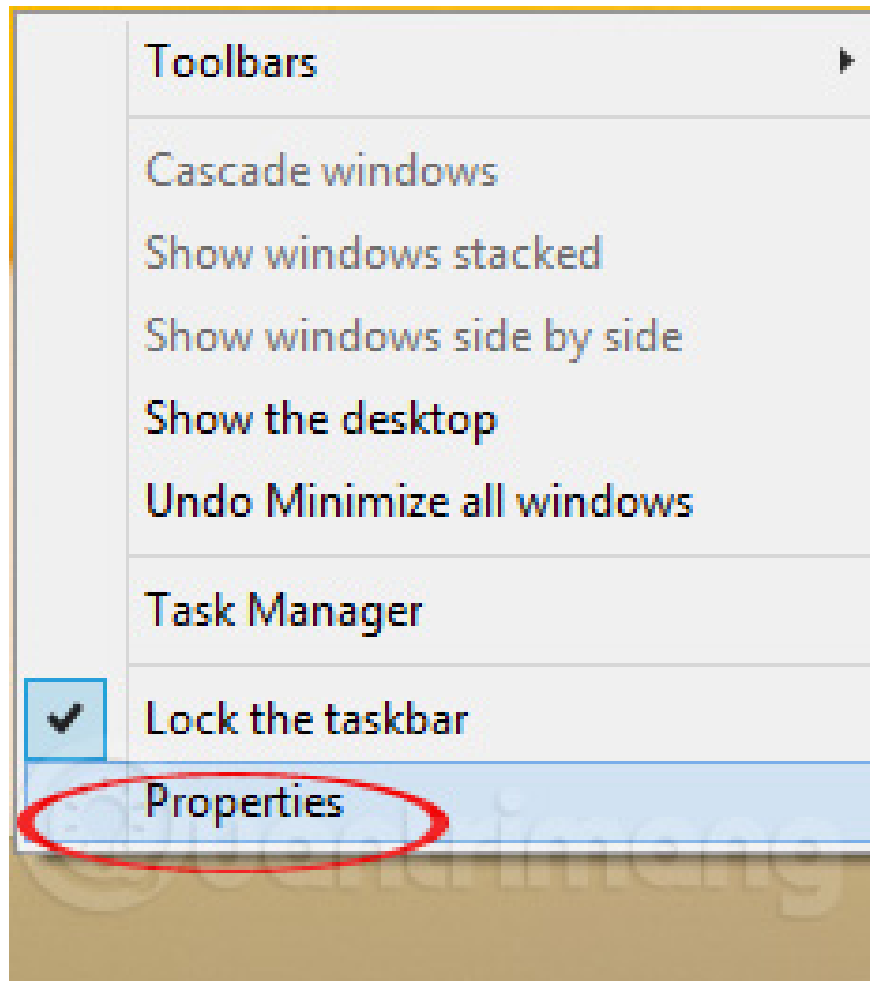 Toolbars
Cascade windows
Show windows stacked
Show windows side by side
Show the desktop
Undo Minimize all windows
Task Manager
Lock the taskbar
Properties
@uantrimang